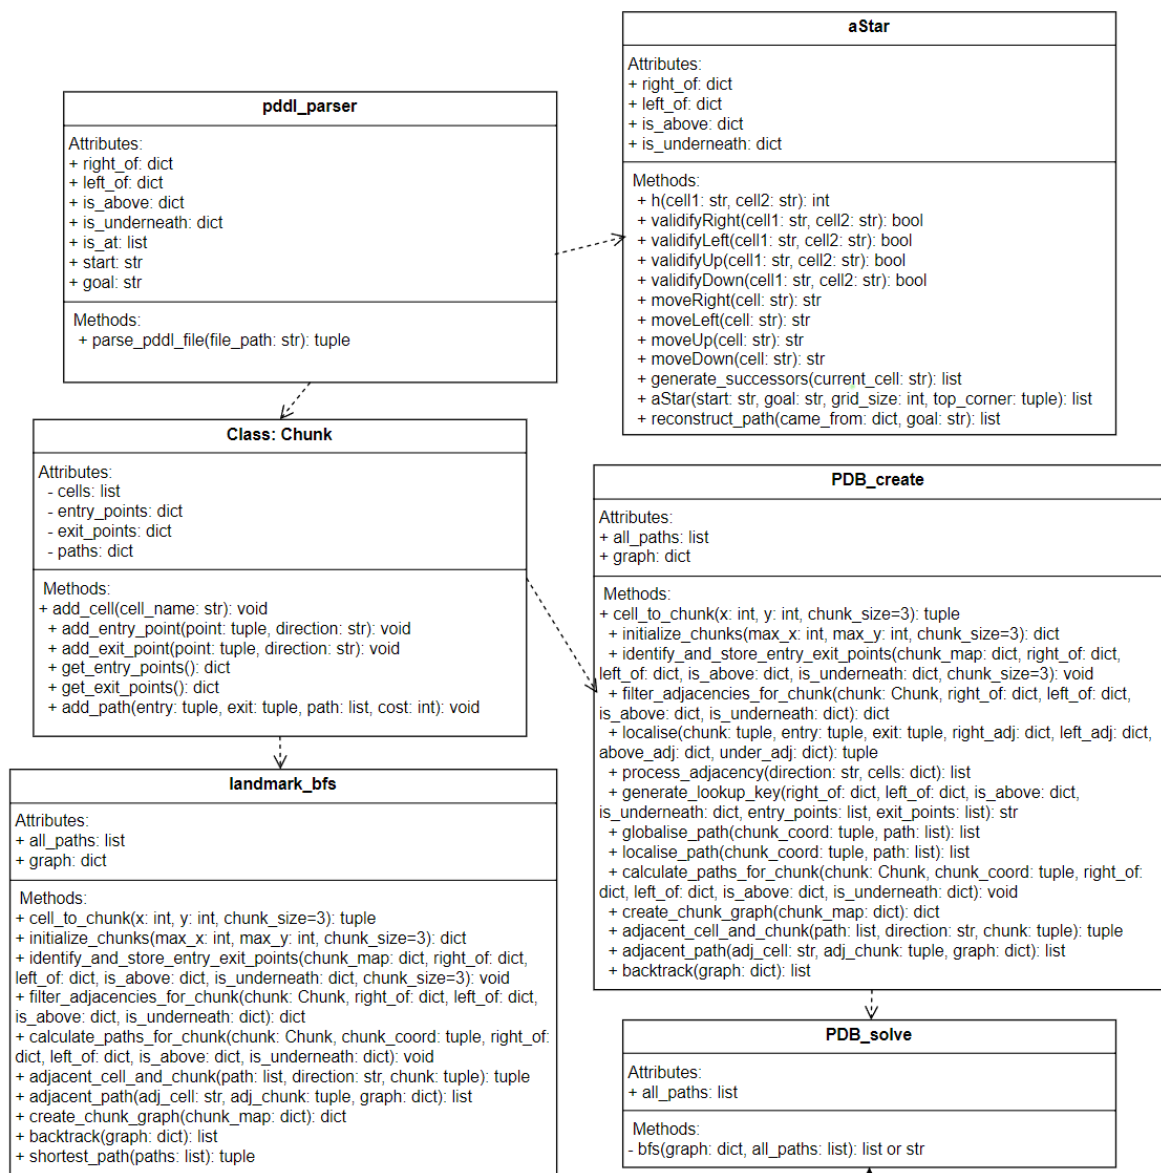 aStar
Attributes:
+ right_of: dict
+ left_of: dict
+ is_above: dict
+ is_underneath: dict
Methods:
+ h(cell1: str, cell2: str): int
+ validifyRight(cell1: str, cell2: str): bool
+ validifyLeft(cell1: str, cell2: str): bool
+ validifyUp(cell1: str, cell2: str): bool
+ validifyDown(cell1: str, cell2: str): bool
+ moveRight(cell: str): str
+ moveLeft(cell: str): str
+ moveUp(cell: str): str
+ moveDown(cell: str): str
+ generate_successors(current_cell: str): list
+ aStar(start: str, goal: str, grid_size: int, top_corner: tuple): list
+ reconstruct_path(came_from: dict, goal: str): list
pddl_parser
Attributes:
+ right_of: dict
+ left_of: dict
+ is_above: dict
+ is_underneath: dict
+ is_at: list
+ start: str
+ goal: str
Methods:
+ parse_pddl_file(file_path: str): tuple
Class: Chunk
Attributes:
- cells: list
- entry_points: dict
- exit_points: dict
- paths: dict
Methods:
+ add_cell(cell_name: str): void
+ add_entry_point(point: tuple, direction: str): void
+ add_exit_point(point: tuple, direction: str): void
+ get_entry_points(): dict
+ get_exit_points(): dict
+ add_path(entry: tuple, exit: tuple, path: list, cost: int): void
PDB_create
Attributes:
+ all_paths: list
+ graph: dict
Methods:
+ cell_to_chunk(x: int, y: int, chunk_size=3): tuple
+ initialize_chunks(max_x: int, max_y: int, chunk_size=3): dict
+ identify_and_store_entry_exit_points(chunk_map: dict, right_of: dict,
left_of: dict, is_above: dict, is_underneath: dict, chunk_size=3): void
+ filter_adjacencies_for_chunk(chunk: Chunk, right_of: dict, left_of: dict,
is_above: dict, is_underneath: dict): dict
+ localise(chunk: tuple, entry: tuple, exit: tuple, right_adj: dict, left_adj: dict,
above_adj: dict, under_adj: dict): tuple
+ process_adjacency(direction: str, cells: dict): list
+ generate_lookup_key(right_of: dict, left_of: dict, is_above: dict,
is_underneath: dict, entry_points: list, exit_points: list): str
+ globalise_path(chunk_coord: tuple, path: list): list
+ localise_path(chunk_coord: tuple, path: list): list
+ calculate_paths_for_chunk(chunk: Chunk, chunk_coord: tuple, right_of:
dict, left_of: dict, is_above: dict, is_underneath: dict): void
+ create_chunk_graph(chunk_map: dict): dict
+ adjacent_cell_and_chunk(path: list, direction: str, chunk: tuple): tuple
+ adjacent_path(adj_cell: str, adj_chunk: tuple, graph: dict): list
+ backtrack(graph: dict): list
landmark_bfs
Attributes:
+ all_paths: list
+ graph: dict
Methods:
+ cell_to_chunk(x: int, y: int, chunk_size=3): tuple
+ initialize_chunks(max_x: int, max_y: int, chunk_size=3): dict
+ identify_and_store_entry_exit_points(chunk_map: dict, right_of: dict,
left_of: dict, is_above: dict, is_underneath: dict, chunk_size=3): void
+ filter_adjacencies_for_chunk(chunk: Chunk, right_of: dict, left_of: dict,
is_above: dict, is_underneath: dict): dict
+ calculate_paths_for_chunk(chunk: Chunk, chunk_coord: tuple, right_of:
dict, left_of: dict, is_above: dict, is_underneath: dict): void
+ adjacent_cell_and_chunk(path: list, direction: str, chunk: tuple): tuple
+ adjacent_path(adj_cell: str, adj_chunk: tuple, graph: dict): list
+ create_chunk_graph(chunk_map: dict): dict
+ backtrack(graph: dict): list
+ shortest_path(paths: list): tuple
PDB_solve
Attributes:
+ all_paths: list
Methods:
- bfs(graph: dict, all_paths: list): list or str